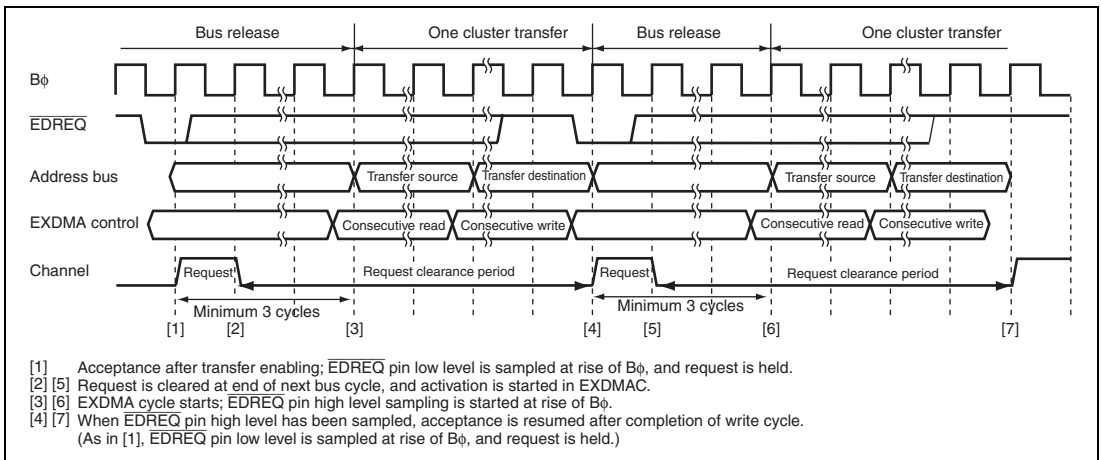 Bus release One cluster transfer Bus release One cluster transfer
Bϕ
EDREQ
Address bus Transfer source Transfer destination Transfer source Transfer destination
EXDMA control Consecutive read Consecutive write Consecutive read Consecutive write
Channel Request Request clearance period Request Request clearance period
Minimum 3 cycles Minimum 3 cycles
[1] [2] [3] [4] [5] [6] [7]
[1] Acceptance after transfer enabling; EDREQ pin low level is sampled at rise of Bϕ, and request is held.
[2] [5] Request is cleared at end of next bus cycle, and activation is started in EXDMAC.
[3] [6] EXDMA cycle starts; EDREQ pin high level sampling is started at rise of Bϕ.
[4] [7] When EDREQ pin high level has been sampled, acceptance is resumed after completion of write cycle.
(As in [1], EDREQ pin low level is sampled at rise of Bϕ, and request is held.)